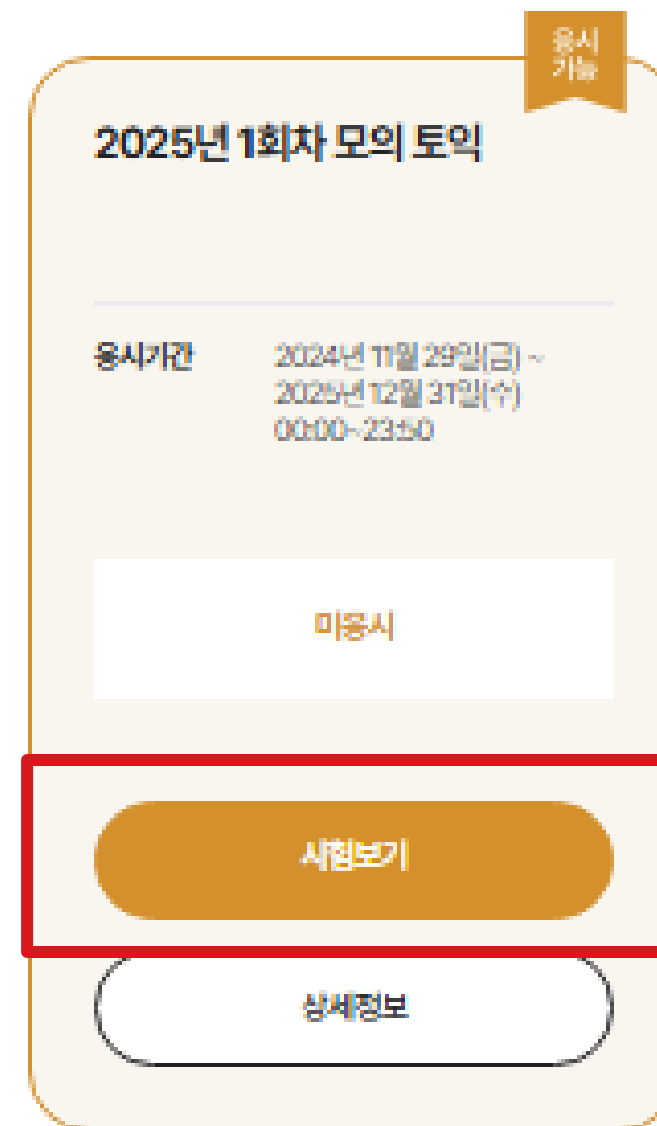 응시
가능
2025년 1회차 모의 토익
응시기간
2024년 11월 29일(금) ~
2025년 12월 31일(수)
00:00~23:50
미응시
시험보기
상세정보